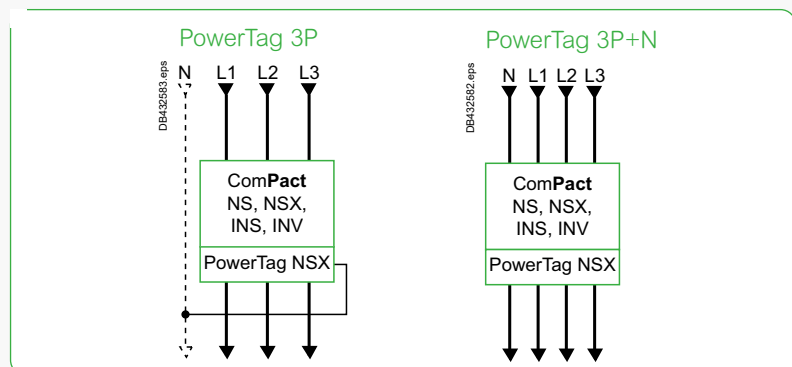 PowerTag 3P
DB432583.eps
N L1 L2 L3
ComPact
NS, NSX,
INS, INV
PowerTag NSX
PowerTag 3P+N
DB432582.eps
N L1 L2 L3
ComPact
NS, NSX,
INS, INV
PowerTag NSX